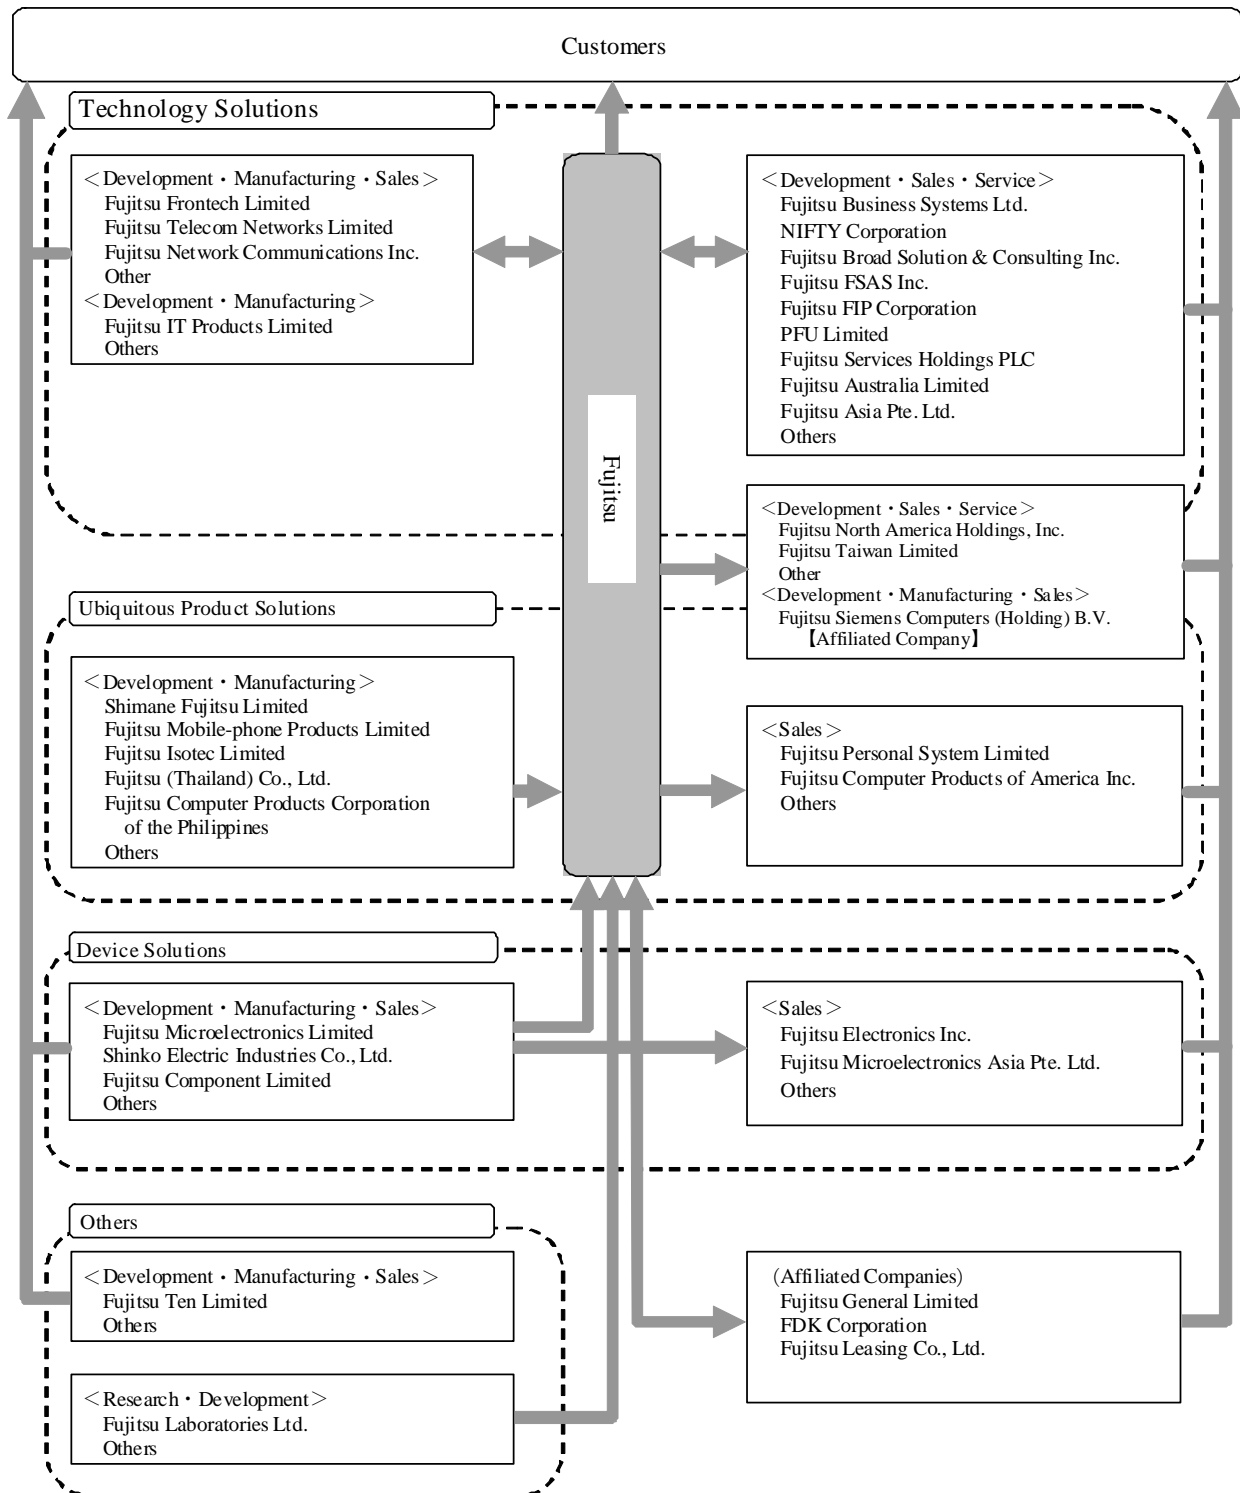 Customers
Technology Solutions
＜Development・Manufacturing・Sales＞
Fujitsu Frontech Limited
Fujitsu Telecom Networks Limited
Fujitsu Network Communications Inc.
Other
＜Development・Manufacturing＞
Fujitsu IT Products Limited
Others
Fujitsu
＜Development・Sales・Service＞
Fujitsu Business Systems Ltd.
NIFTY Corporation
Fujitsu Broad Solution & Consulting Inc.
Fujitsu FSAS Inc.
Fujitsu FIP Corporation
PFU Limited
Fujitsu Services Holdings PLC
Fujitsu Australia Limited
Fujitsu Asia Pte. Ltd.
Others
＜Development・Sales・Service＞
Fujitsu North America Holdings, Inc.
Fujitsu Taiwan Limited
Other
＜Development・Manufacturing・Sales＞
Fujitsu Siemens Computers (Holding) B.V.
【Affiliated Company】
Ubiquitous Product Solutions
＜Development・Manufacturing＞
Shimane Fujitsu Limited
Fujitsu Mobile-phone Products Limited
Fujitsu Isotec Limited
Fujitsu (Thailand) Co., Ltd.
Fujitsu Computer Products Corporation
of the Philippines
Others
＜Sales＞
Fujitsu Personal System Limited
Fujitsu Computer Products of America Inc.
Others
Device Solutions
＜Development・Manufacturing・Sales＞
Fujitsu Microelectronics Limited
Shinko Electric Industries Co., Ltd.
Fujitsu Component Limited
Others
＜Sales＞
Fujitsu Electronics Inc.
Fujitsu Microelectronics Asia Pte. Ltd.
Others
Others
＜Development・Manufacturing・Sales＞
Fujitsu Ten Limited
Others
(Affiliated Companies)
Fujitsu General Limited
FDK Corporation
Fujitsu Leasing Co., Ltd.
＜Research・Development＞
Fujitsu Laboratories Ltd.
Others